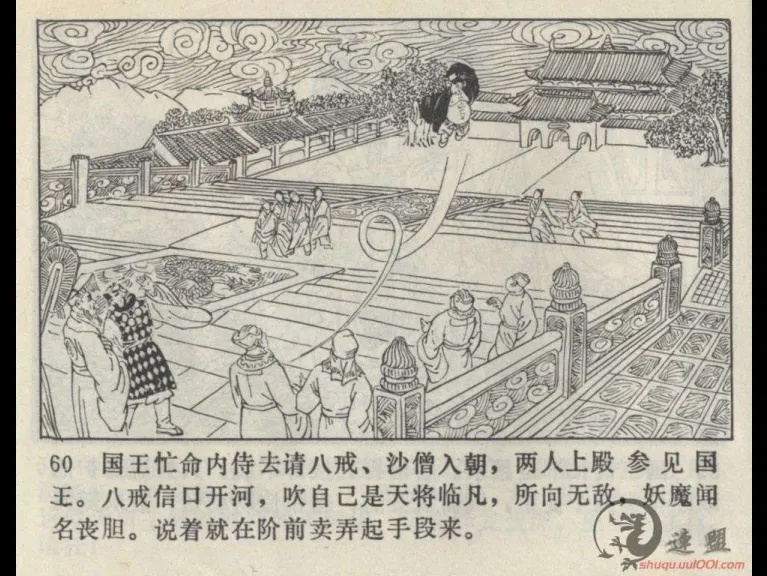 60 国王忙命内侍去请八戒、沙僧入朝，两人上殿参见国
王。八戒信口开河，吹自己是天将临凡，所向无敌，妖魔闻
名丧胆。说着就在阶前卖弄起手段来。
連盟
shuqu.uu1001.com